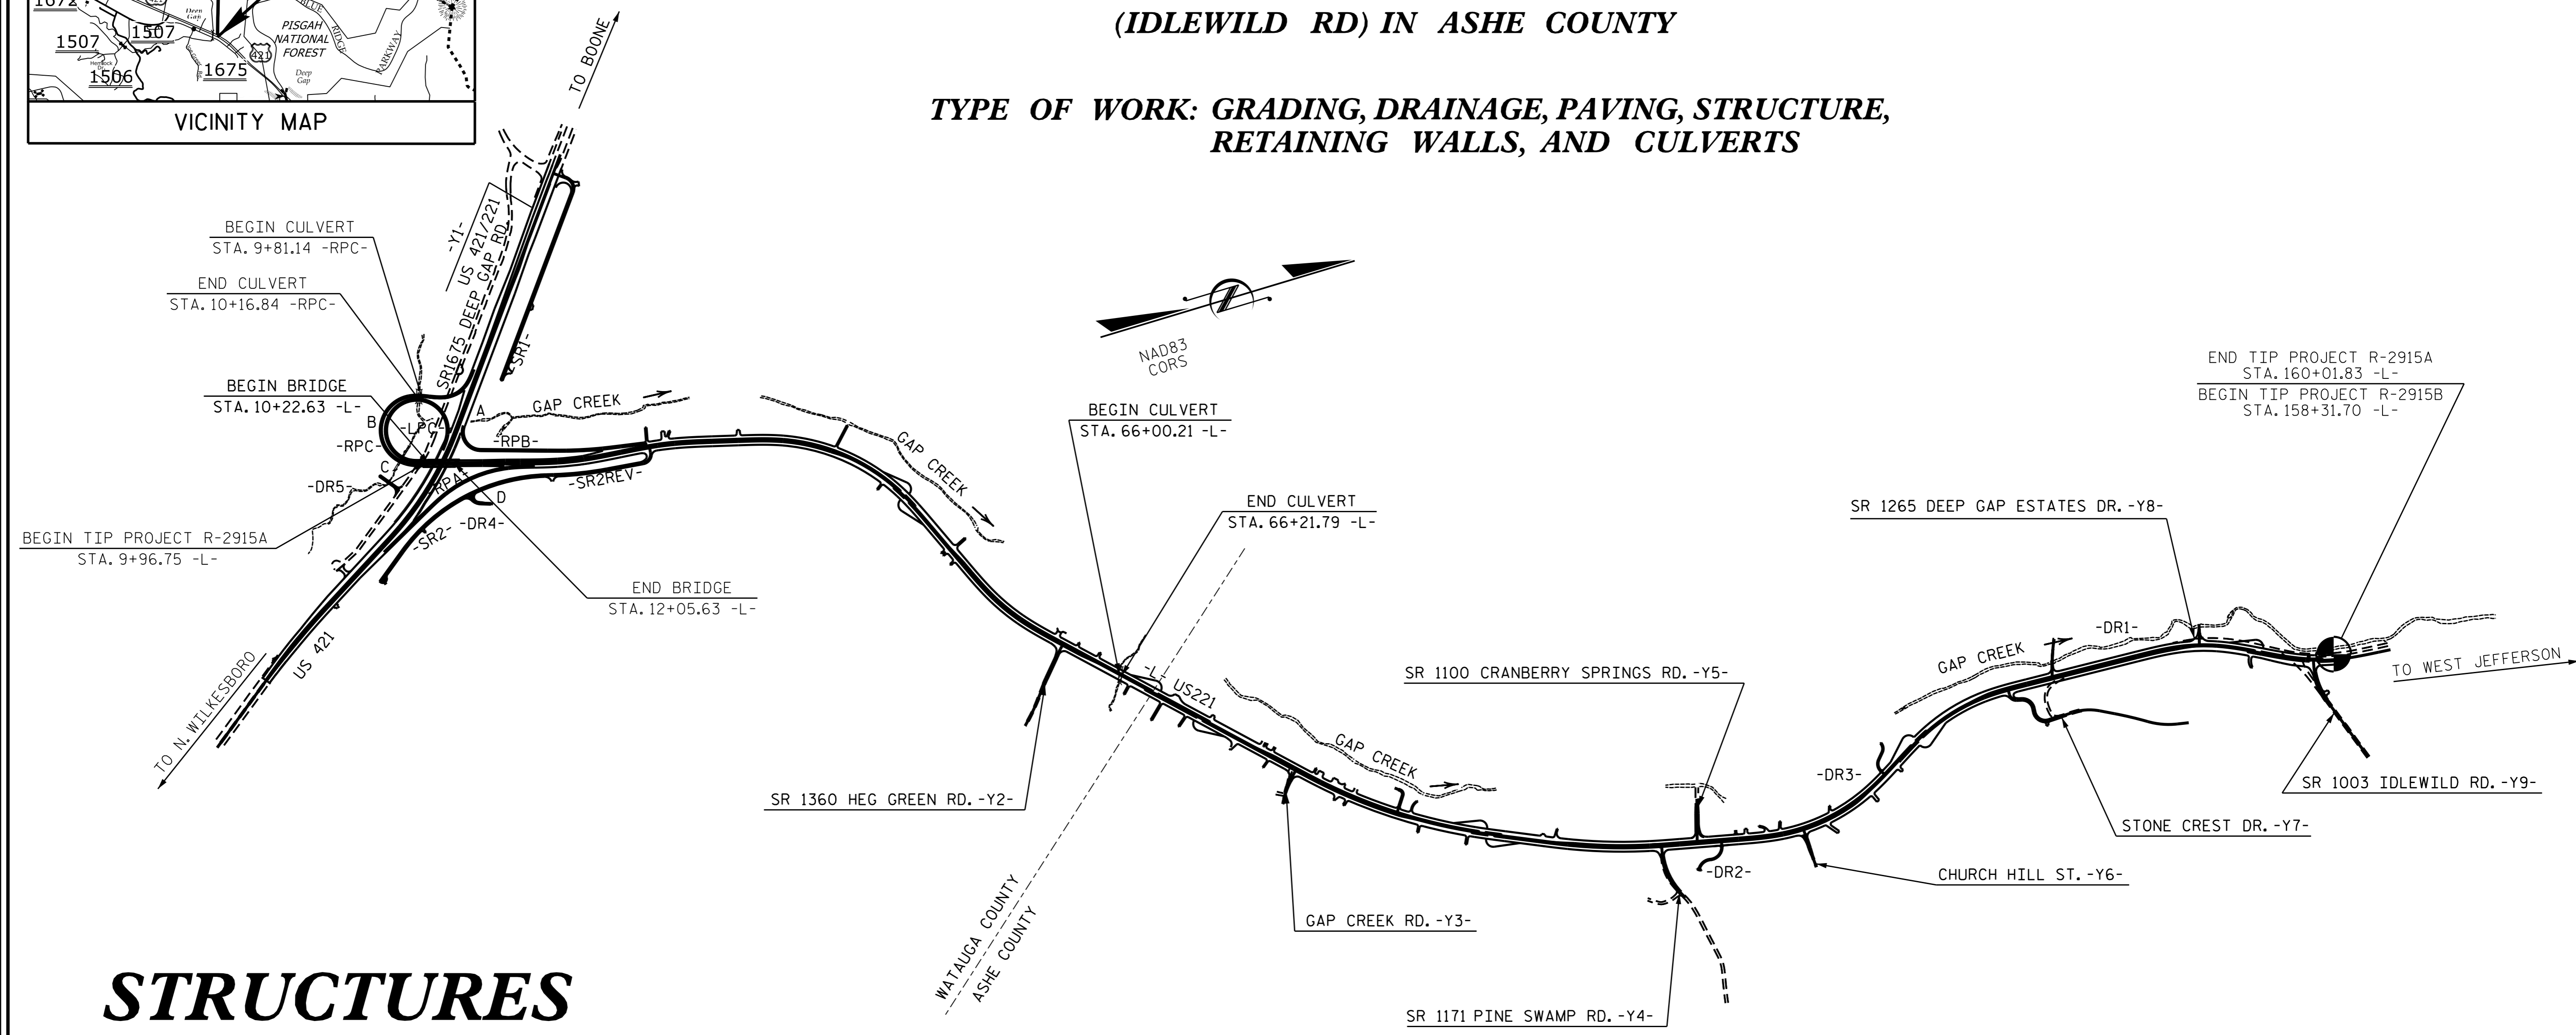 1672
Deep
Gap
1507
1507
1506
1675
421
PISGAH
NATIONAL
FOREST
BLUE
RIDGE
PARKWAY
Deep
Gap
VICINITY MAP
(IDLEWILD RD) IN ASHE COUNTY
TYPE OF WORK: GRADING, DRAINAGE, PAVING, STRUCTURE,
RETAINING WALLS, AND CULVERTS
TO BOONE
-Y1-
US 421/221
SR1675 DEEP GAP RD.
-SR1-
BEGIN CULVERT
STA. 9+81.14 -RPC-
END CULVERT
STA. 10+16.84 -RPC-
BEGIN BRIDGE
STA. 10+22.63 -L-
A
B
-LPC-
-RPC-
C
-RPB-
-RPA-
-DR5-
D
-DR4-
-SR2-
-SR2REV-
BEGIN TIP PROJECT R-2915A
STA. 9+96.75 -L-
END BRIDGE
STA. 12+05.63 -L-
US 421
TO N. WILKESBORO
GAP CREEK
GAP CREEK
NAD83
CORS
BEGIN CULVERT
STA. 66+00.21 -L-
END CULVERT
STA. 66+21.79 -L-
-L- US221
SR 1360 HEG GREEN RD. -Y2-
WATAUGA COUNTY
ASHE COUNTY
GAP CREEK
GAP CREEK RD. -Y3-
SR 1100 CRANBERRY SPRINGS RD. -Y5-
SR 1171 PINE SWAMP RD. -Y4-
-DR2-
-DR3-
CHURCH HILL ST. -Y6-
GAP CREEK
-DR1-
SR 1265 DEEP GAP ESTATES DR. -Y8-
STONE CREST DR. -Y7-
END TIP PROJECT R-2915A
STA. 160+01.83 -L-
BEGIN TIP PROJECT R-2915B
STA. 158+31.70 -L-
TO WEST JEFFERSON
SR 1003 IDLEWILD RD. -Y9-
STRUCTURES